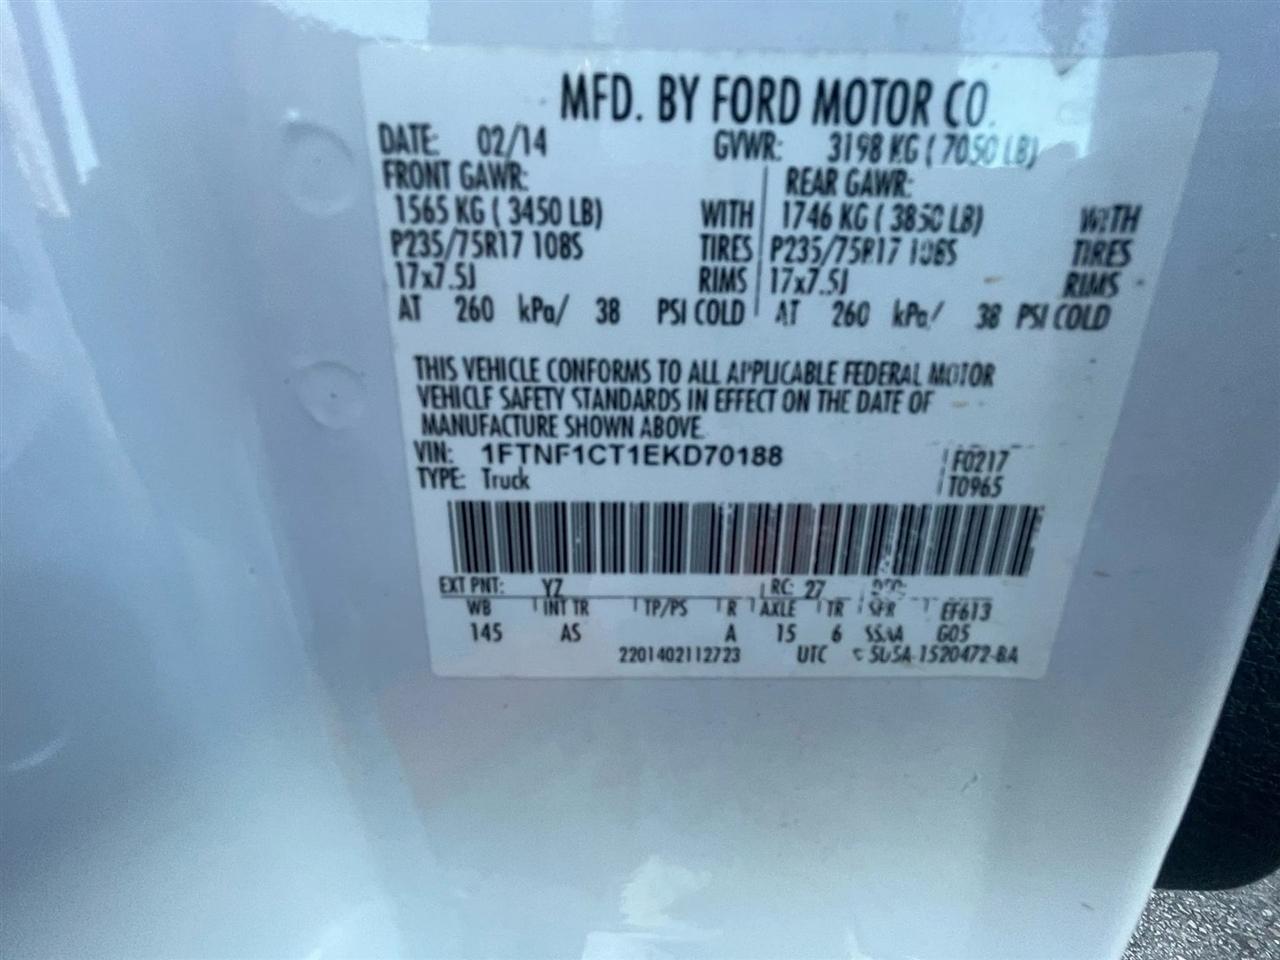 MFD. BY FORD MOTOR CO.
DATE: 02/14 GVWR: 3198 KG ( 7050 LB)
FRONT GAWR: REAR GAWR:
1565 KG ( 3450 LB) WITH 1746 KG ( 3850 LB) WITH
P235/75R17 108S TIRES P235/75R17 108S TIRES
17x7.5J RIMS 17x7.5J RIMS
AT 260 kPa/ 38 PSI COLD AT 260 kPa/ 38 PSI COLD
THIS VEHICLE CONFORMS TO ALL APPLICABLE FEDERAL MOTOR
VEHICLE SAFETY STANDARDS IN EFFECT ON THE DATE OF
MANUFACTURE SHOWN ABOVE.
VIN: 1FTNF1CT1EKD70188 F0217
TYPE: Truck T0965
EXT PNT: YZ RC: 27
WB INT TR TP/PS R AXLE TR SPR EF613
145 AS A 15 6 G05
2201402112723 UTC